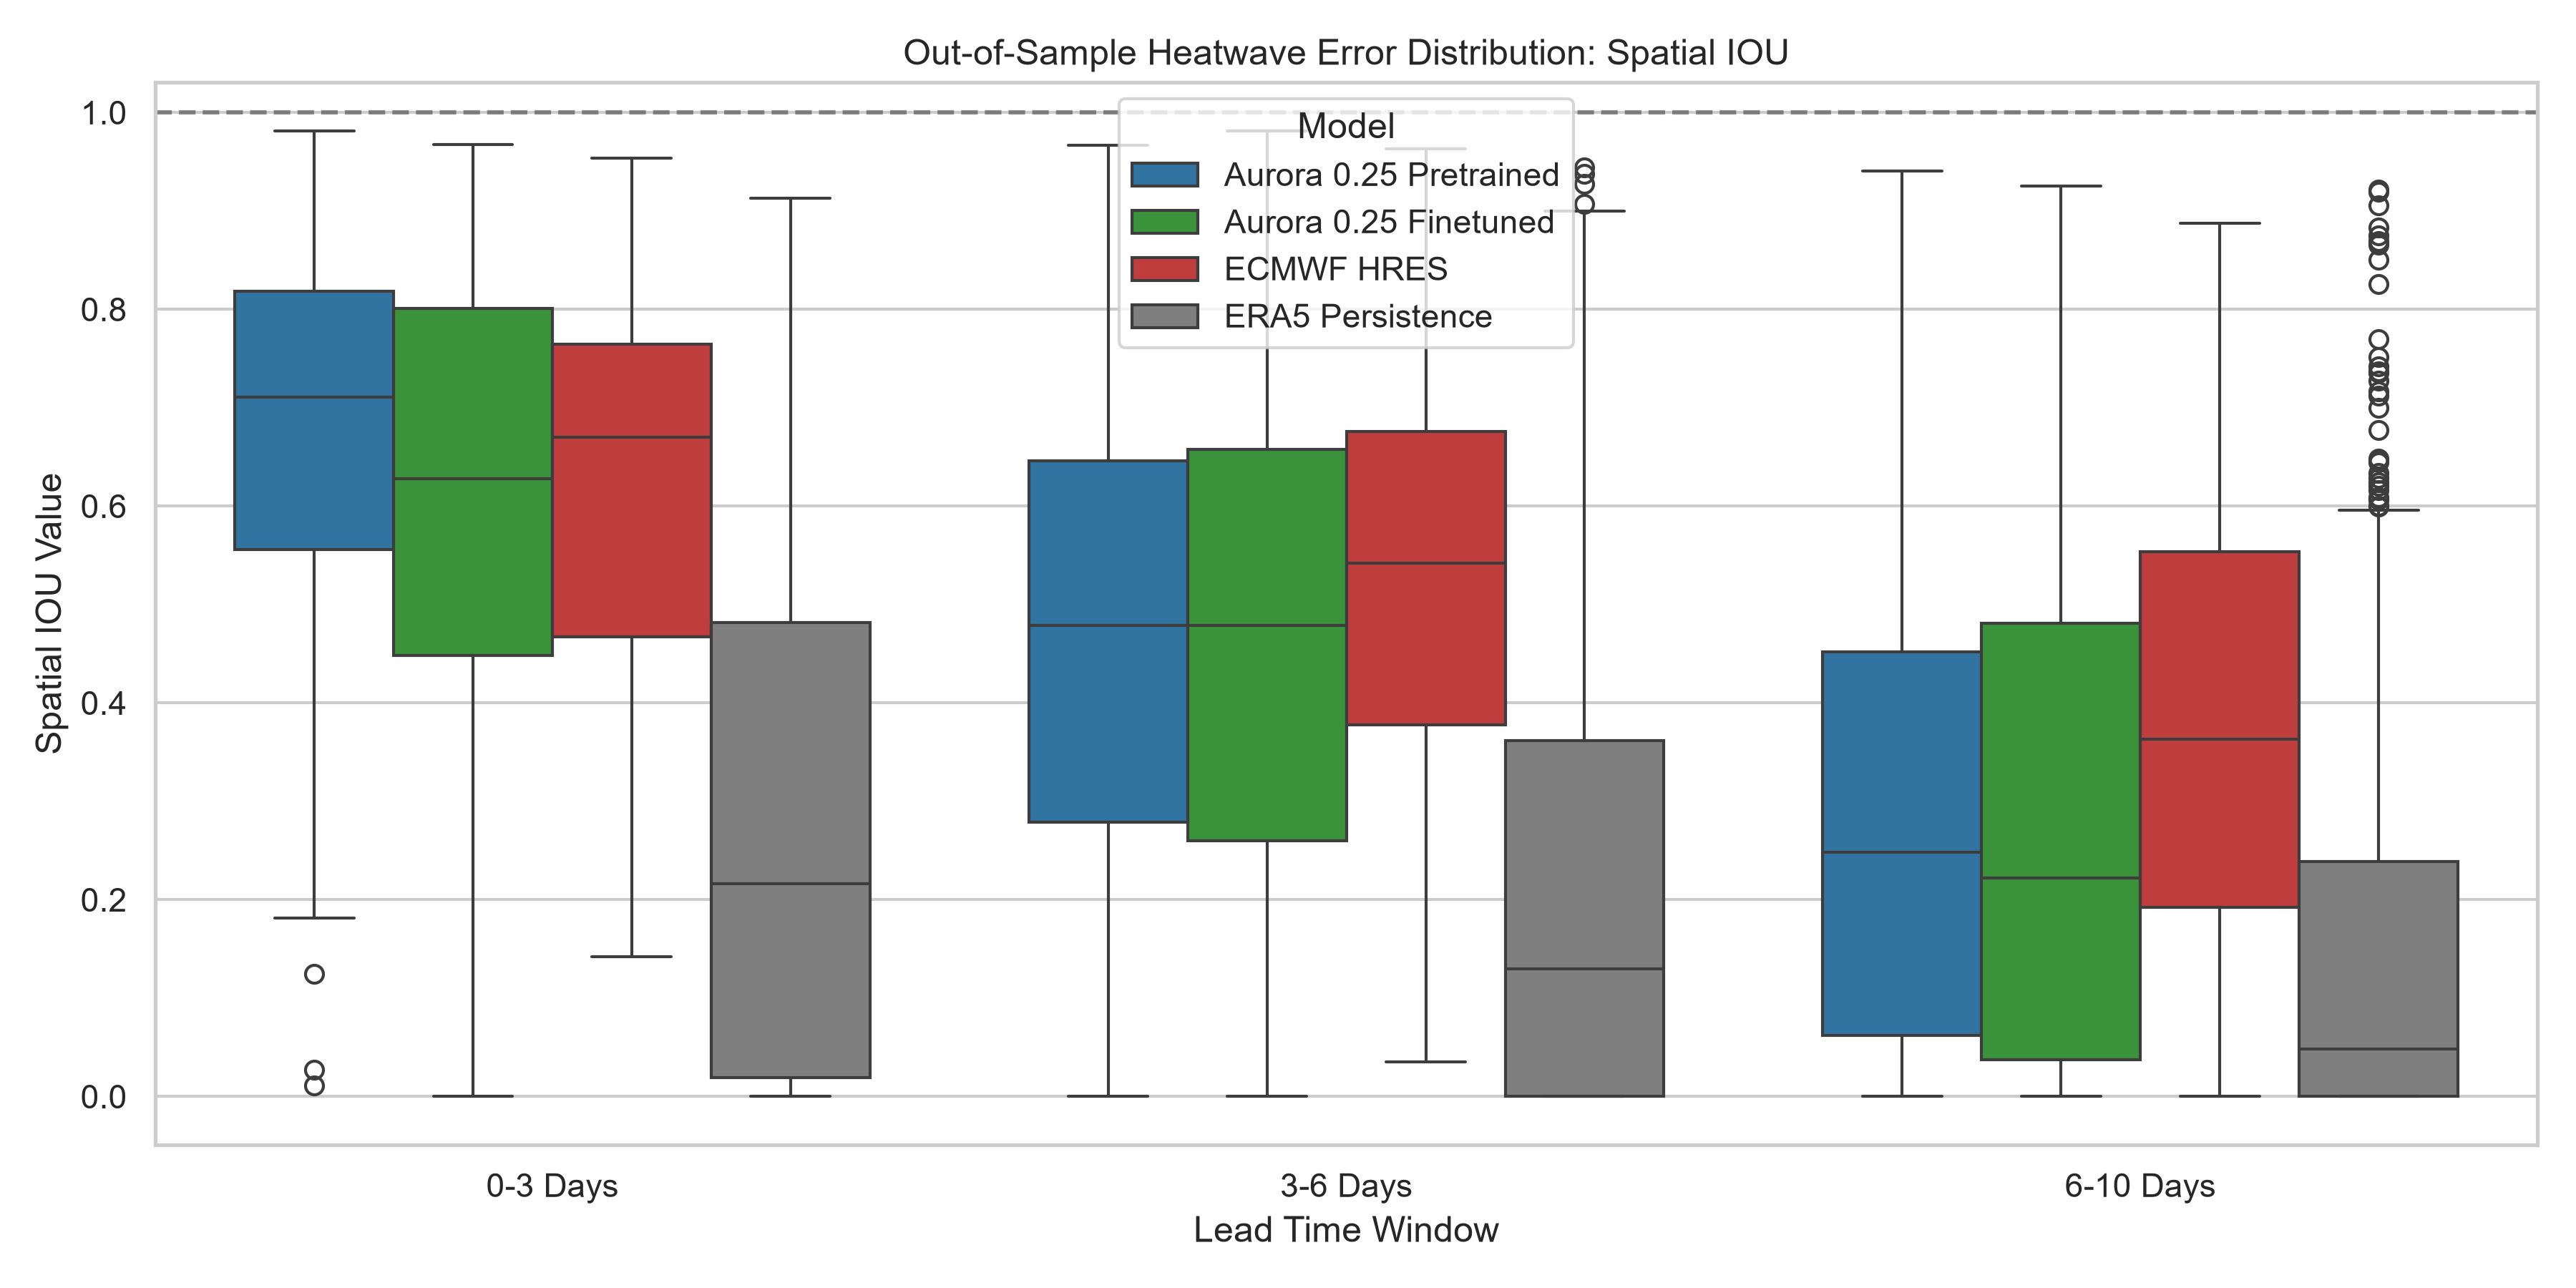 Out-of-Sample Heatwave Error Distribution: Spatial IOU
Model
Aurora 0.25 Pretrained
Aurora 0.25 Finetuned
ECMWF HRES
ERA5 Persistence
Spatial IOU Value
1.0
0.8
0.6
0.4
0.2
0.0
0-3 Days
3-6 Days
6-10 Days
Lead Time Window